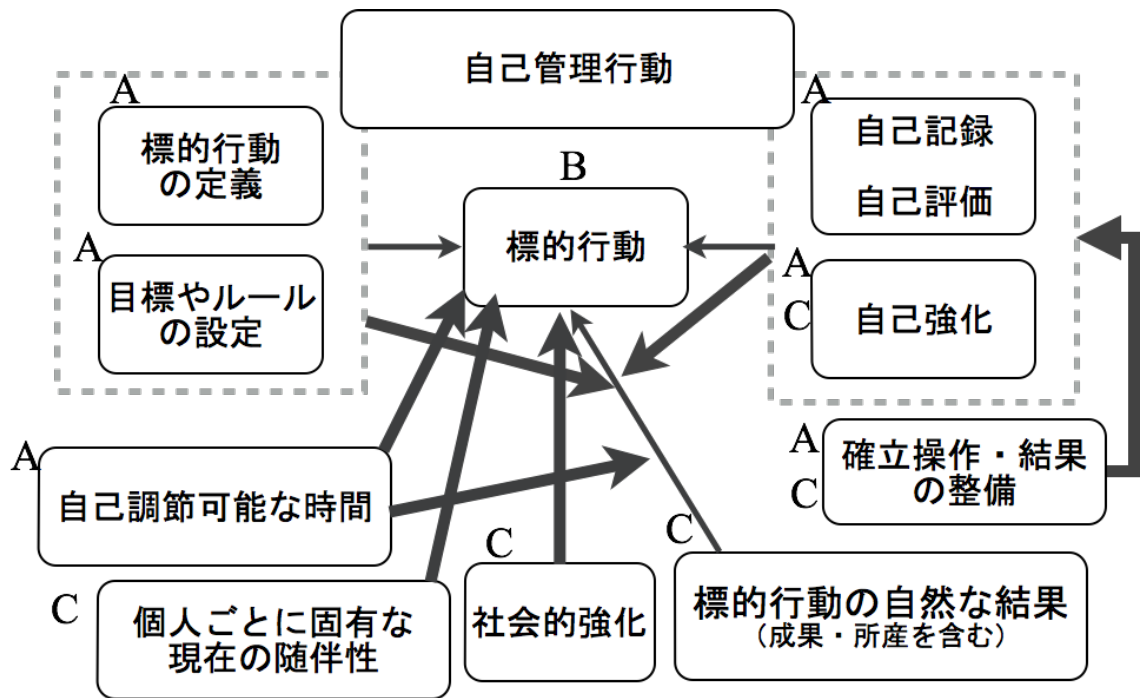 自己管理行動
A
標的行動
の定義
A
目標やルール
の設定
B
標的行動
A
自己記録
自己評価
A
C
自己強化
A
C
確立操作・結果
の整備
A
自己調節可能な時間
C
個人ごとに固有な
現在の随伴性
C
社会的強化
C
標的行動の自然な結果
（成果・所産を含む）